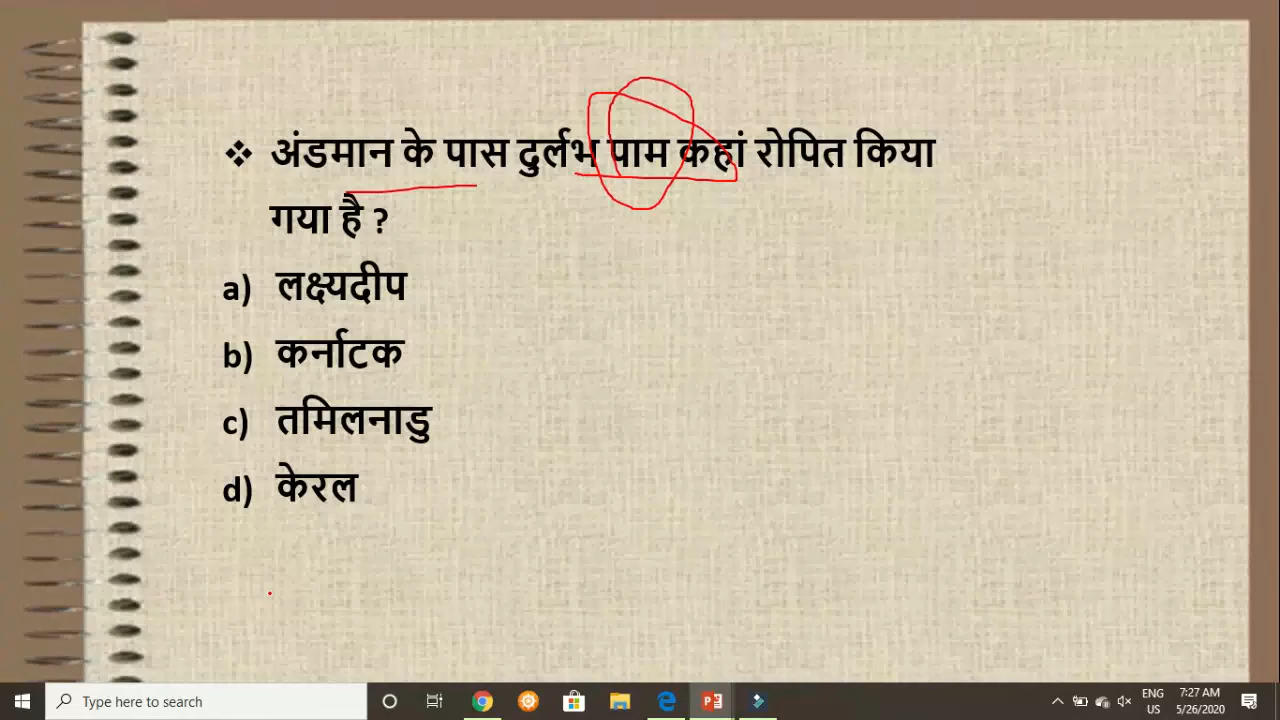 ❖ अंडमान के पास दुर्लभ पाम कहां रोपित किया
गया है ?
a) लक्ष्यदीप
b) कर्नाटक
c) तमिलनाडु
d) केरल
Type here to search
ENG
US
7:27 AM
5/26/2020